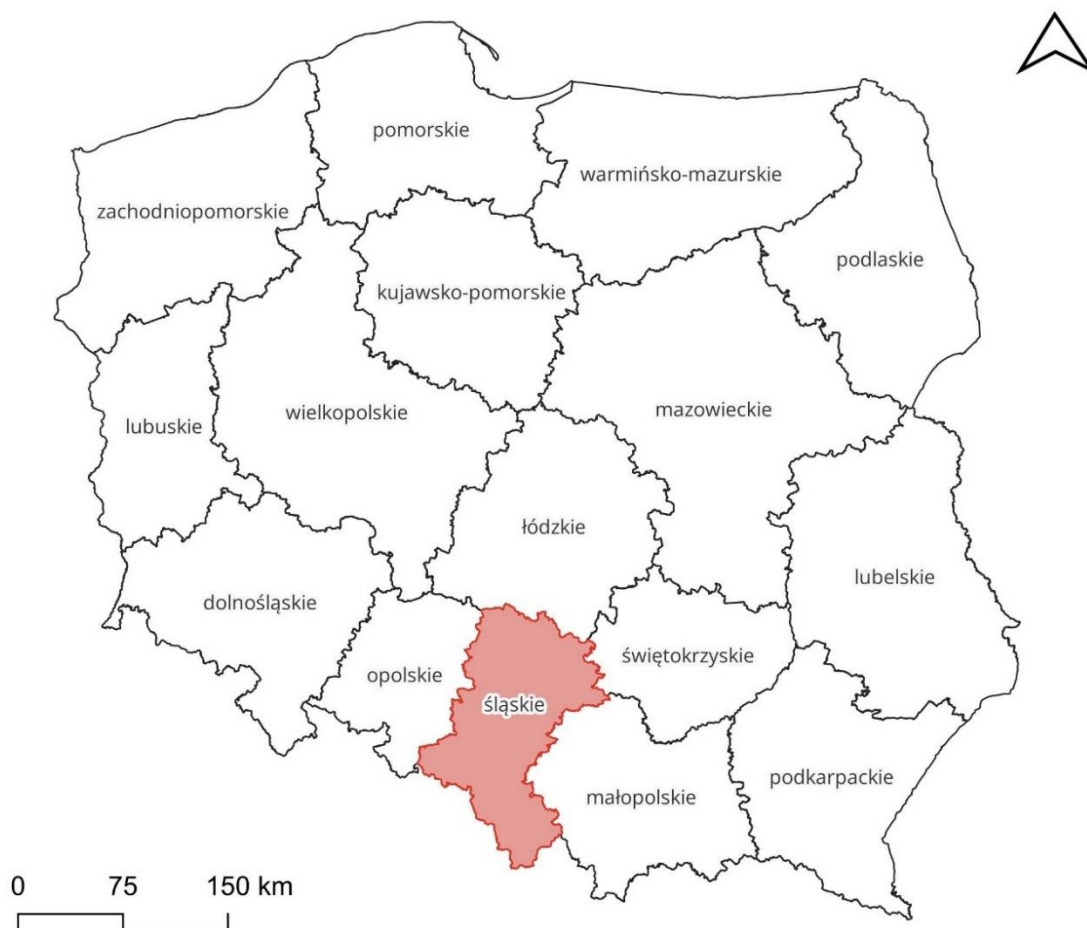 pomorskie
warmińsko-mazurskie
zachodniopomorskie
podlaskie
kujawsko-pomorskie
wielkopolskie
mazowieckie
lubuskie
łódzkie
lubelskie
dolnośląskie
świętokrzyskie
opolskie
śląskie
podkarpackie
małopolskie
0 75 150 km